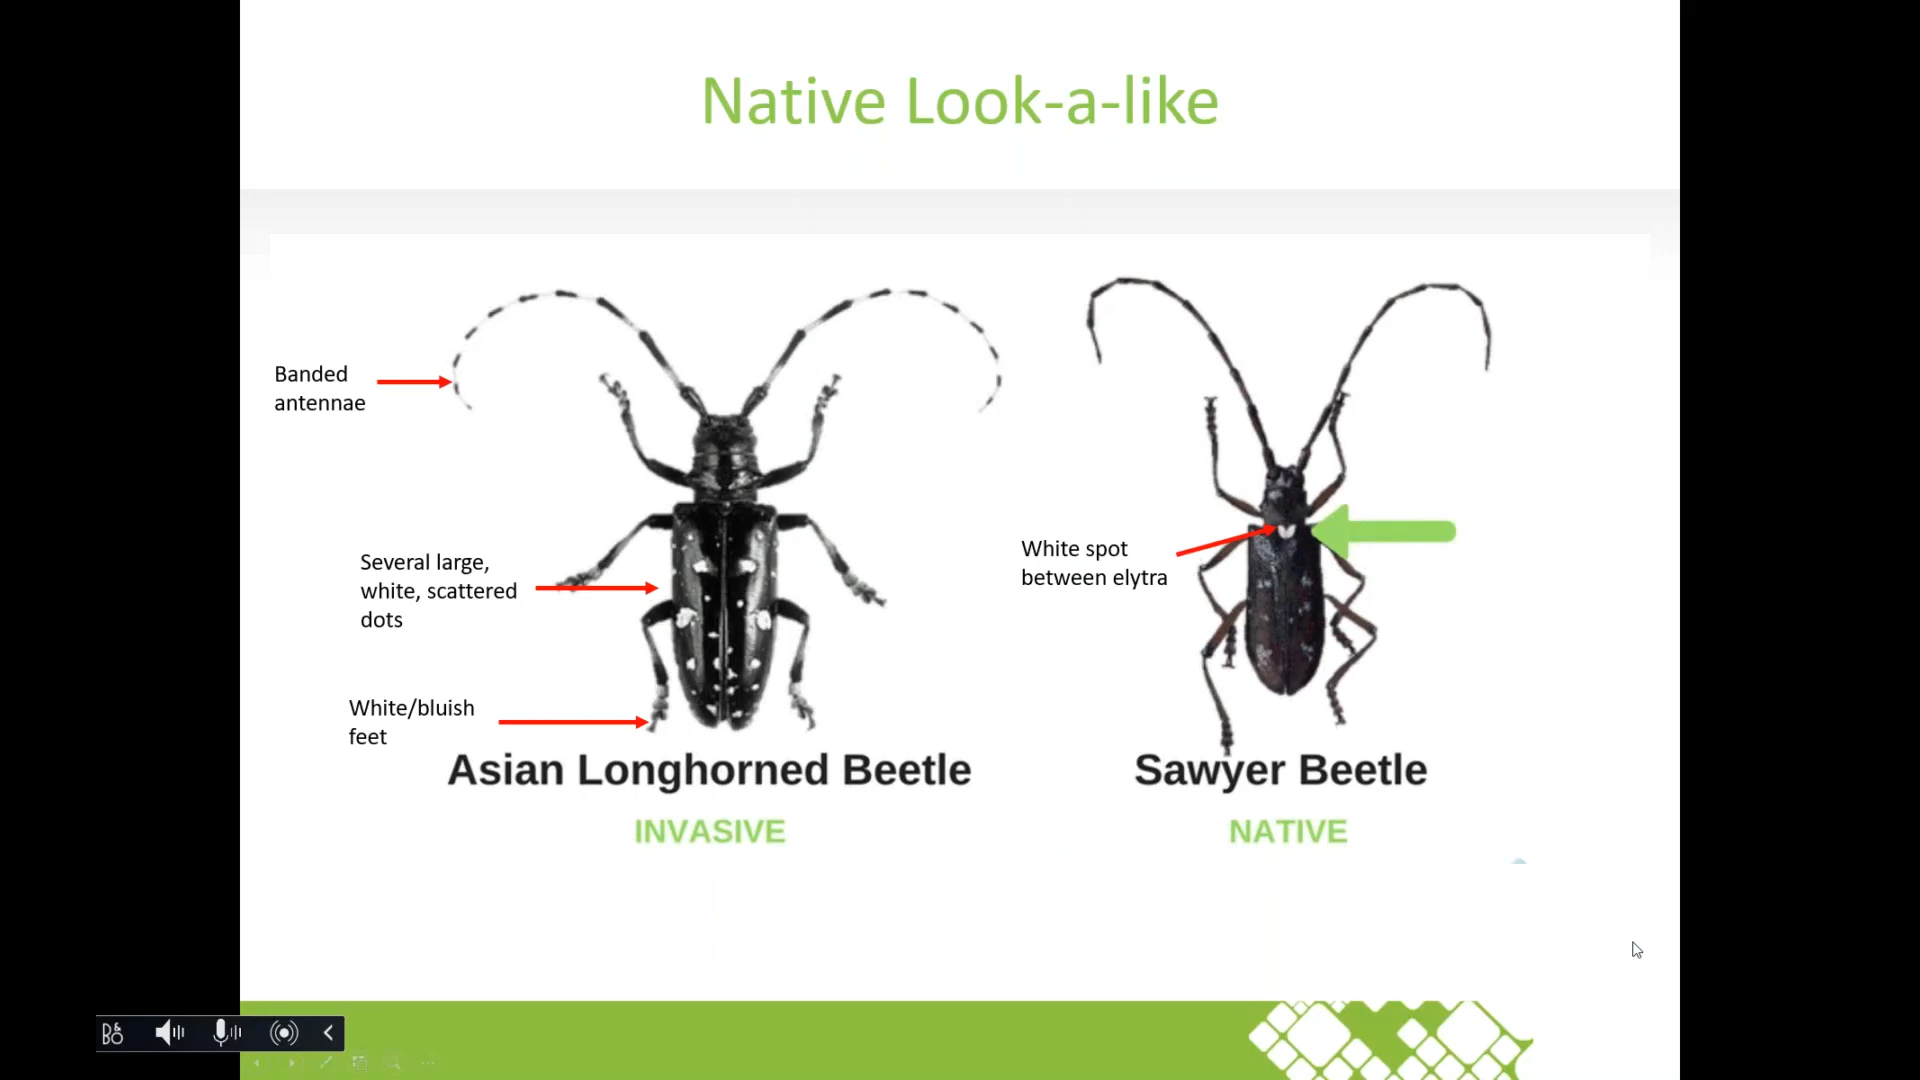 Native Look-a-like
Banded
antennae
Several large,
white, scattered
dots
White/bluish
feet
White spot
between elytra
Asian Longhorned Beetle
INVASIVE
Sawyer Beetle
NATIVE
B&O